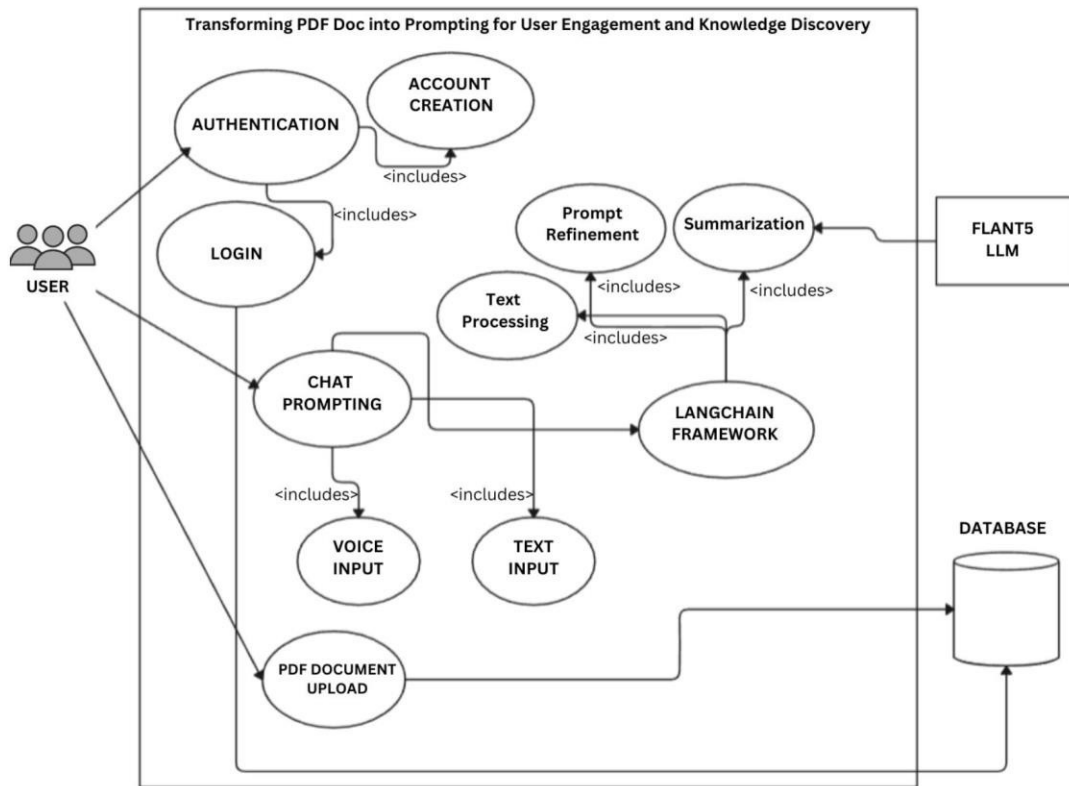 Transforming PDF Doc into Prompting for User Engagement and Knowledge Discovery
ACCOUNT
CREATION
AUTHENTICATION
<includes>
<includes>
LOGIN
USER
Prompt
Refinement
Summarization
FLANT5
LLM
<includes>
<includes>
Text
Processing
<includes>
CHAT
PROMPTING
LANGCHAIN
FRAMEWORK
<includes>
<includes>
VOICE
INPUT
TEXT
INPUT
DATABASE
PDF DOCUMENT
UPLOAD